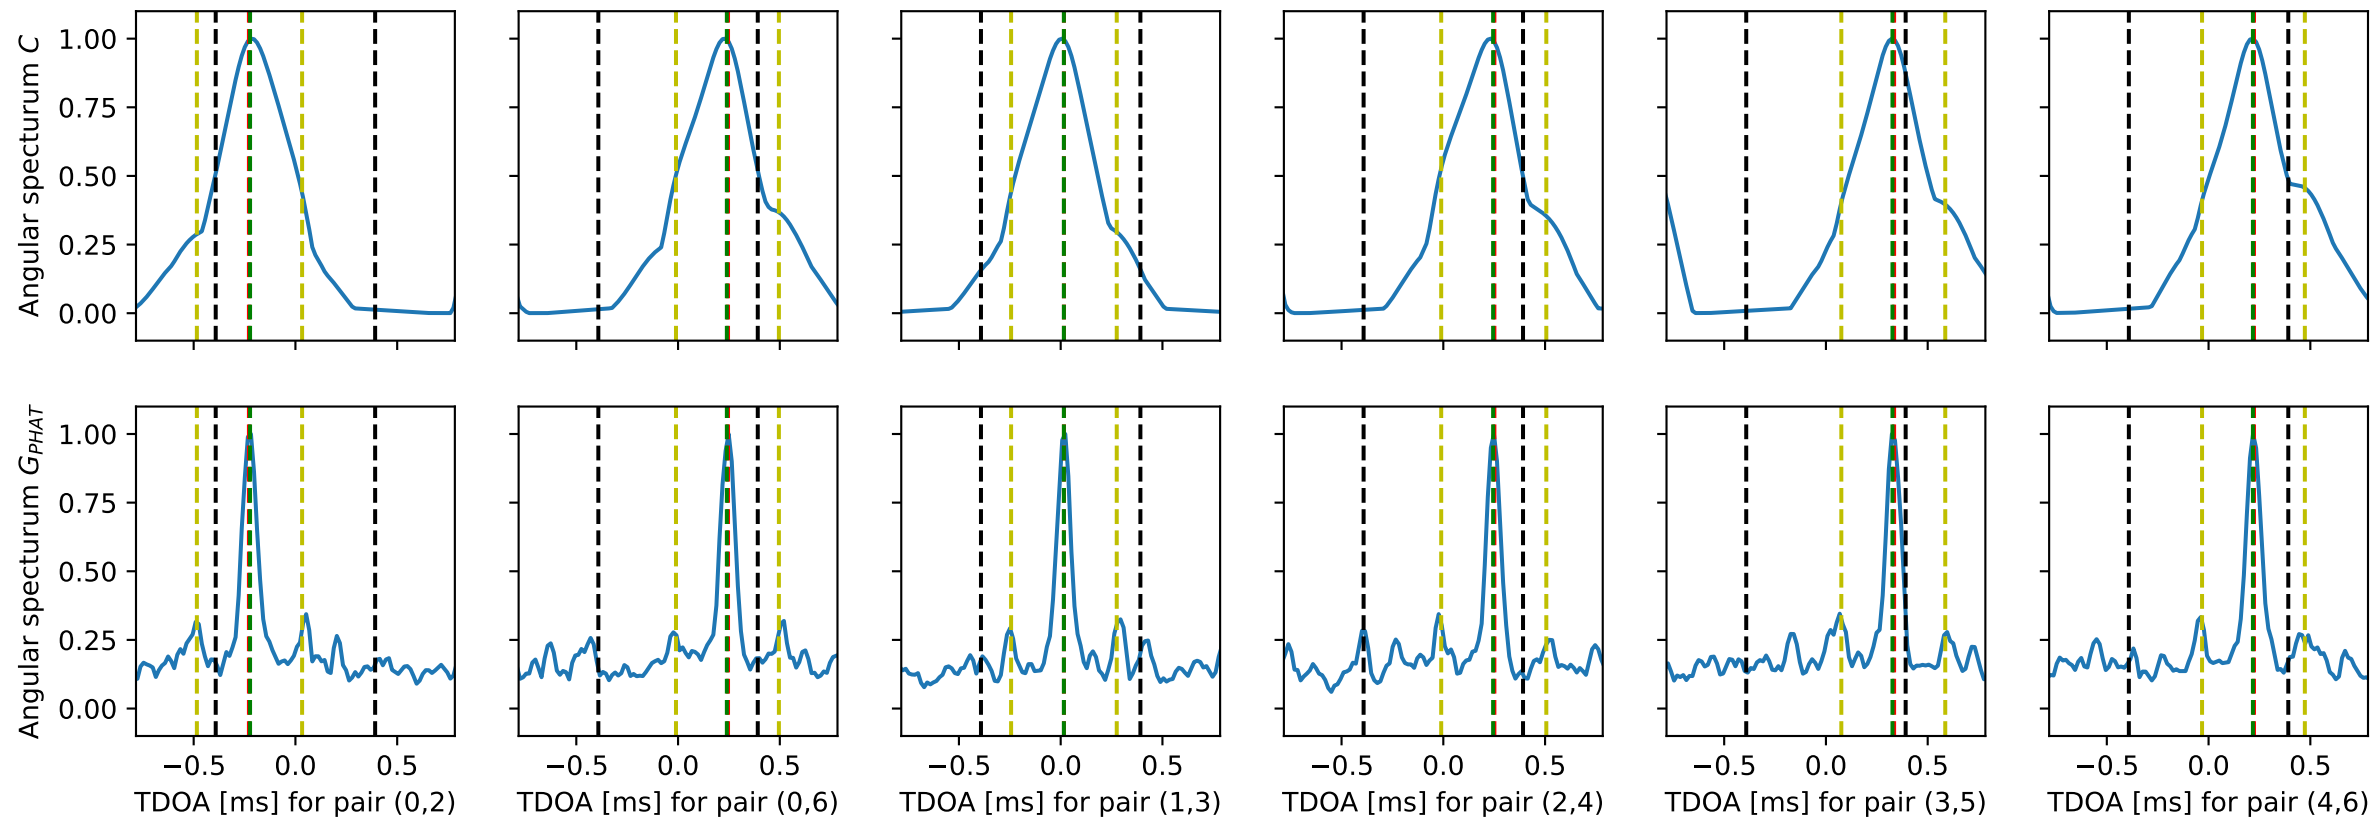 Angular specturum C
1.00
0.75
0.50
0.25
0.00
Angular specturum G_PHAT
1.00
0.75
0.50
0.25
0.00
−0.5 0.0 0.5
TDOA [ms] for pair (0,2)
−0.5 0.0 0.5
TDOA [ms] for pair (0,6)
−0.5 0.0 0.5
TDOA [ms] for pair (1,3)
−0.5 0.0 0.5
TDOA [ms] for pair (2,4)
−0.5 0.0 0.5
TDOA [ms] for pair (3,5)
−0.5 0.0 0.5
TDOA [ms] for pair (4,6)